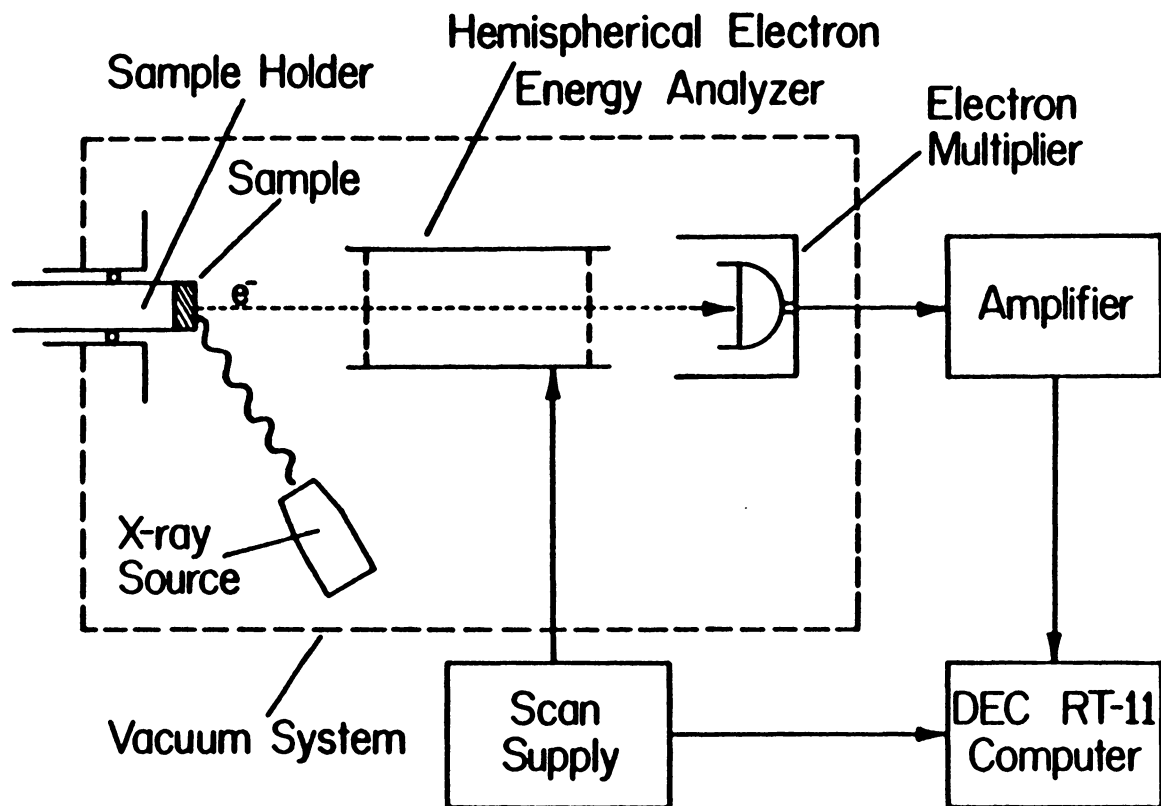 Hemispherical Electron
Energy Analyzer
Sample Holder
Electron
Multiplier
Sample
e⁻
Amplifier
X-ray
Source
Vacuum System
Scan
Supply
DEC RT-11
Computer